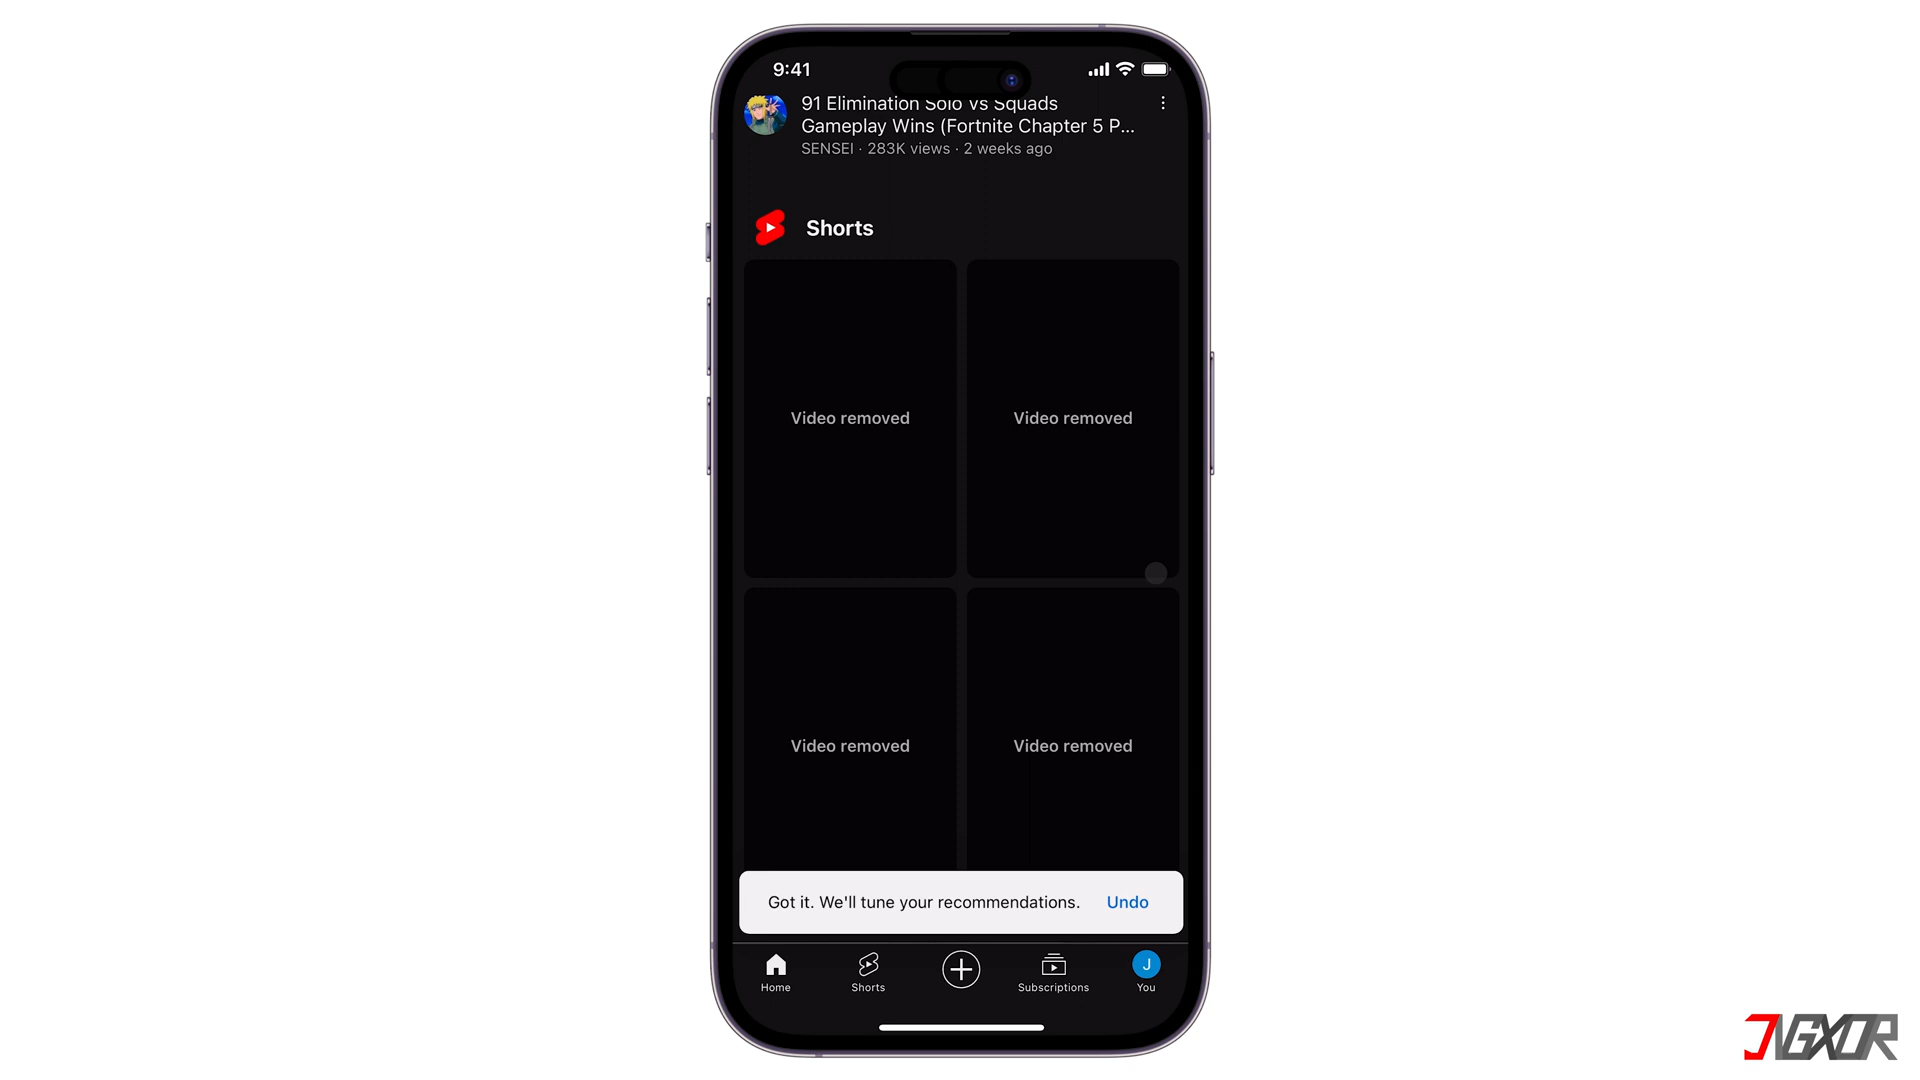 9:41
91 Elimination Solo vs Squads
Gameplay Wins (Fortnite Chapter 5 P...
SENSEI · 283K views · 2 weeks ago
Shorts
Video removed
Video removed
Video removed
Video removed
Got it. We'll tune your recommendations. Undo
Home
Shorts
Subscriptions
J
You
JVGXOR